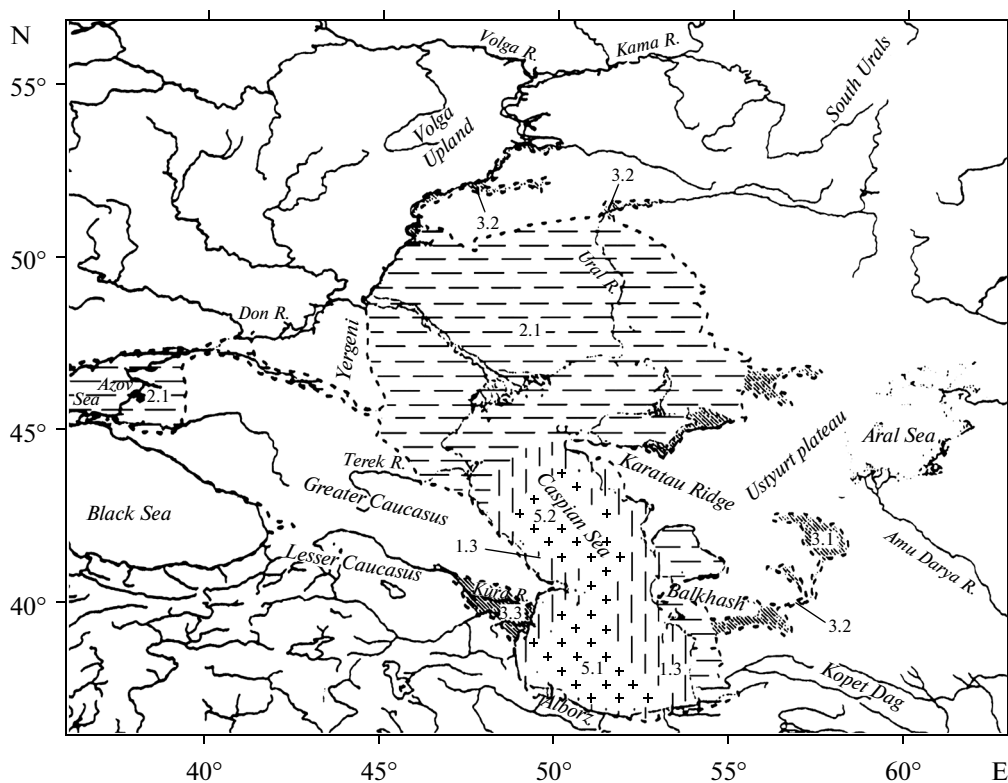 N
Volga R.
Kama R.
South Urals
55°
Volga
Upland
3.2
3.2
50°
Ural R.
Don R.
2.1
Yergeni
Azov
Sea
2.1
45°
Aral Sea
Terek R.
Karatau Ridge
Ustyurt plateau
Greater Caucasus
Caspian Sea
Black Sea
5.2
3.1
1.3
Amu Darya R.
Lesser Caucasus
Kura R.
Balkhash
40°
3.3
3.2
5.1
1.3
Kopet Dag
Alborz
40°
45°
50°
55°
60°
E